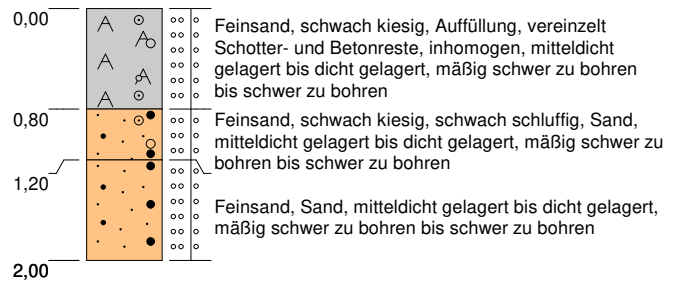 0,00
Feinsand, schwach kiesig, Auffüllung, vereinzelt
Schotter- und Betonreste, inhomogen, mitteldicht
gelagert bis dicht gelagert, mäßig schwer zu bohren
bis schwer zu bohren
0,80
Feinsand, schwach kiesig, schwach schluffig, Sand,
mitteldicht gelagert bis dicht gelagert, mäßig schwer zu
bohren bis schwer zu bohren
1,20
Feinsand, Sand, mitteldicht gelagert bis dicht gelagert,
mäßig schwer zu bohren bis schwer zu bohren
2,00